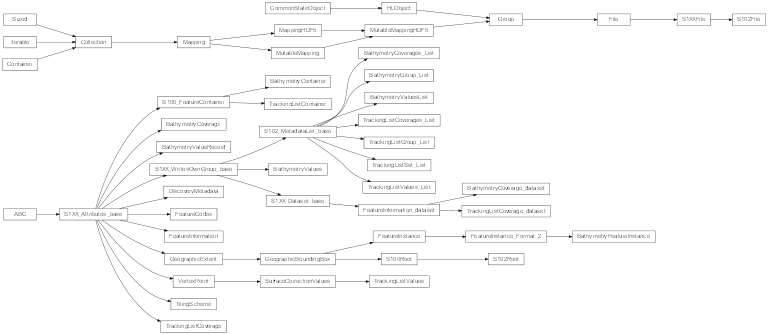 CommonStateObject
HLObject
Sized
Group
File
S1XXFile
S102File
MappingHDF5
MutableMappingHDF5
Iterable
Collection
Mapping
MutableMapping
BathymetryCoverages_List
Container
BathymetryGroup_List
BathymetryContainer
BathymetryValuesList
S100_FeatureContainer
TrackingListContainer
TrackingListCoverages_List
BathymetryCoverage
S102_MetadataList_base
TrackingListGroup_List
BathymetryValueRecord
TrackingListSet_List
S1XX_WritesOwnGroup_base
BathymetryValues
TrackingListValues_List
DiscoveryMetadata
BathymetryCoverage_dataset
S1XX_Dataset_base
FeatureInformation_dataset
TrackingListCoverage_dataset
ABC
S1XX_Attributes_base
FeatureCodes
FeatureInformation
FeatureInstance
FeatureInstance_Format_2
BathymetryFeatureInstance
GeographicExtent
GeographicBoundingBox
S100Root
S102Root
VertexPoint
SurfaceCorrectionValues
TrackingListValues
TilingScheme
TrackingListCoverage